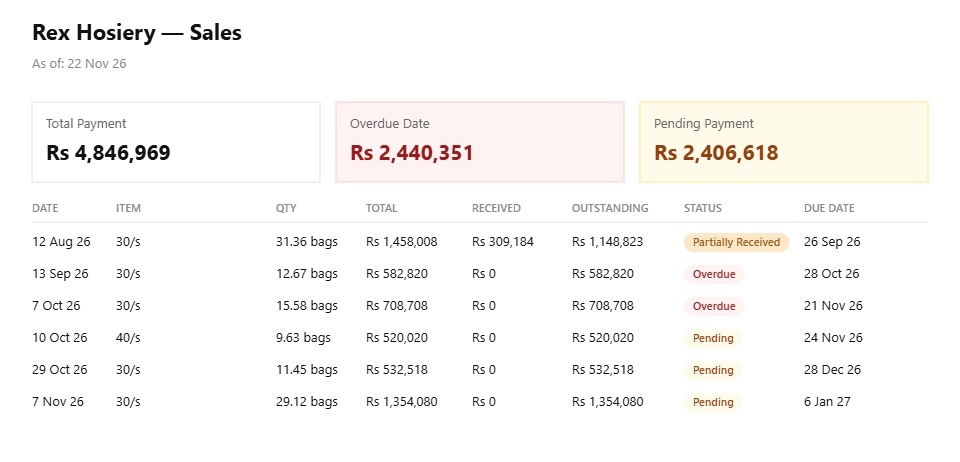 Rex Hosiery — Sales
As of: 22 Nov 26
Total Payment
Rs 4,846,969
Overdue Date
Rs 2,440,351
Pending Payment
Rs 2,406,618
DATE ITEM QTY TOTAL RECEIVED OUTSTANDING STATUS DUE DATE
12 Aug 26 30/s 31.36 bags Rs 1,458,008 Rs 309,184 Rs 1,148,823 Partially Received 26 Sep 26
13 Sep 26 30/s 12.67 bags Rs 582,820 Rs 0 Rs 582,820 Overdue 28 Oct 26
7 Oct 26 30/s 15.58 bags Rs 708,708 Rs 0 Rs 708,708 Overdue 21 Nov 26
10 Oct 26 40/s 9.63 bags Rs 520,020 Rs 0 Rs 520,020 Pending 24 Nov 26
29 Oct 26 30/s 11.45 bags Rs 532,518 Rs 0 Rs 532,518 Pending 28 Dec 26
7 Nov 26 30/s 29.12 bags Rs 1,354,080 Rs 0 Rs 1,354,080 Pending 6 Jan 27